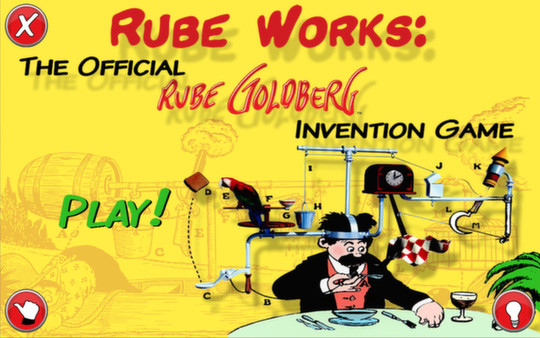 RUBE WORKS:
THE OFFICIAL
RUBE GOLDBERG
INVENTION GAME
PLAY!
I
J
K
D
E
F
G
H
L
M
A
C
B